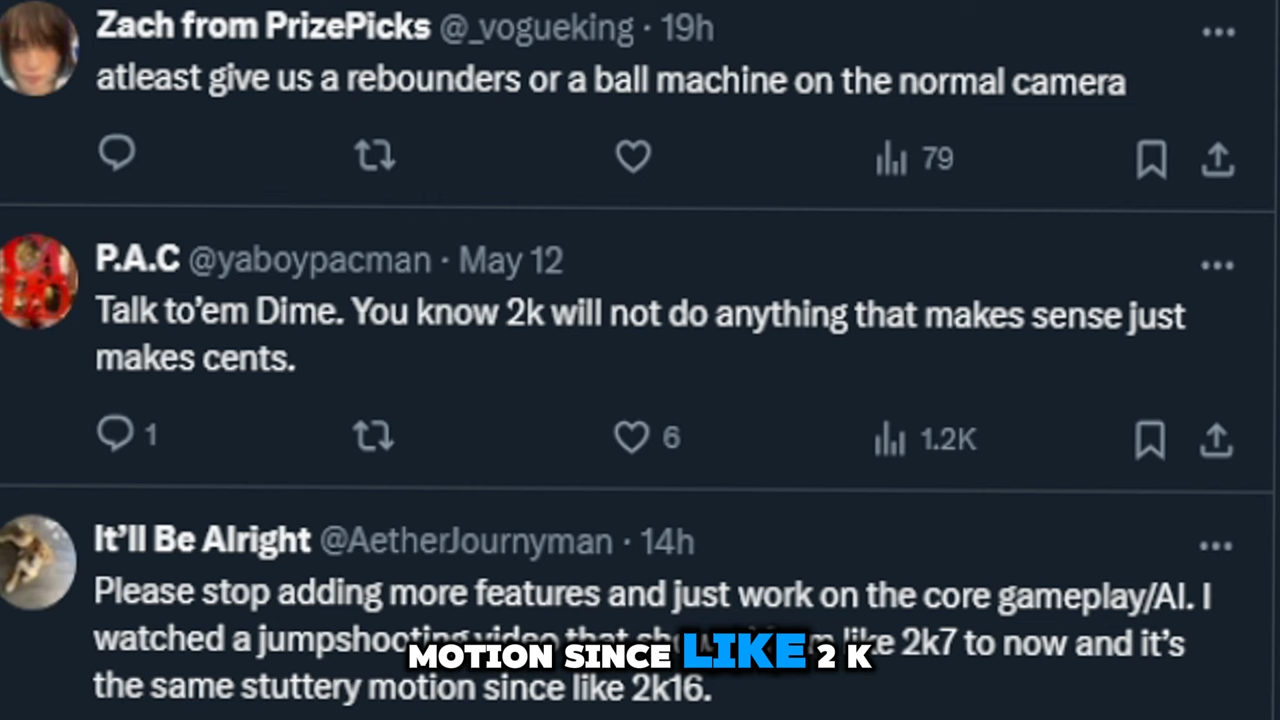 Zach from PrizePicks @_vogueking · 19h
atleast give us a rebounders or a ball machine on the normal camera
79
P.A.C @yaboypacman · May 12
Talk to’em Dime. You know 2k will not do anything that makes sense just
makes cents.
1 6 1.2K
It’ll Be Alright @AetherJournyman · 14h
Please stop adding more features and just work on the core gameplay/AI. I
watched a jumpshooting video that like 2k7 to now and it’s
MOTION SINCE LIKE 2 K
the same stuttery motion since like 2k16.